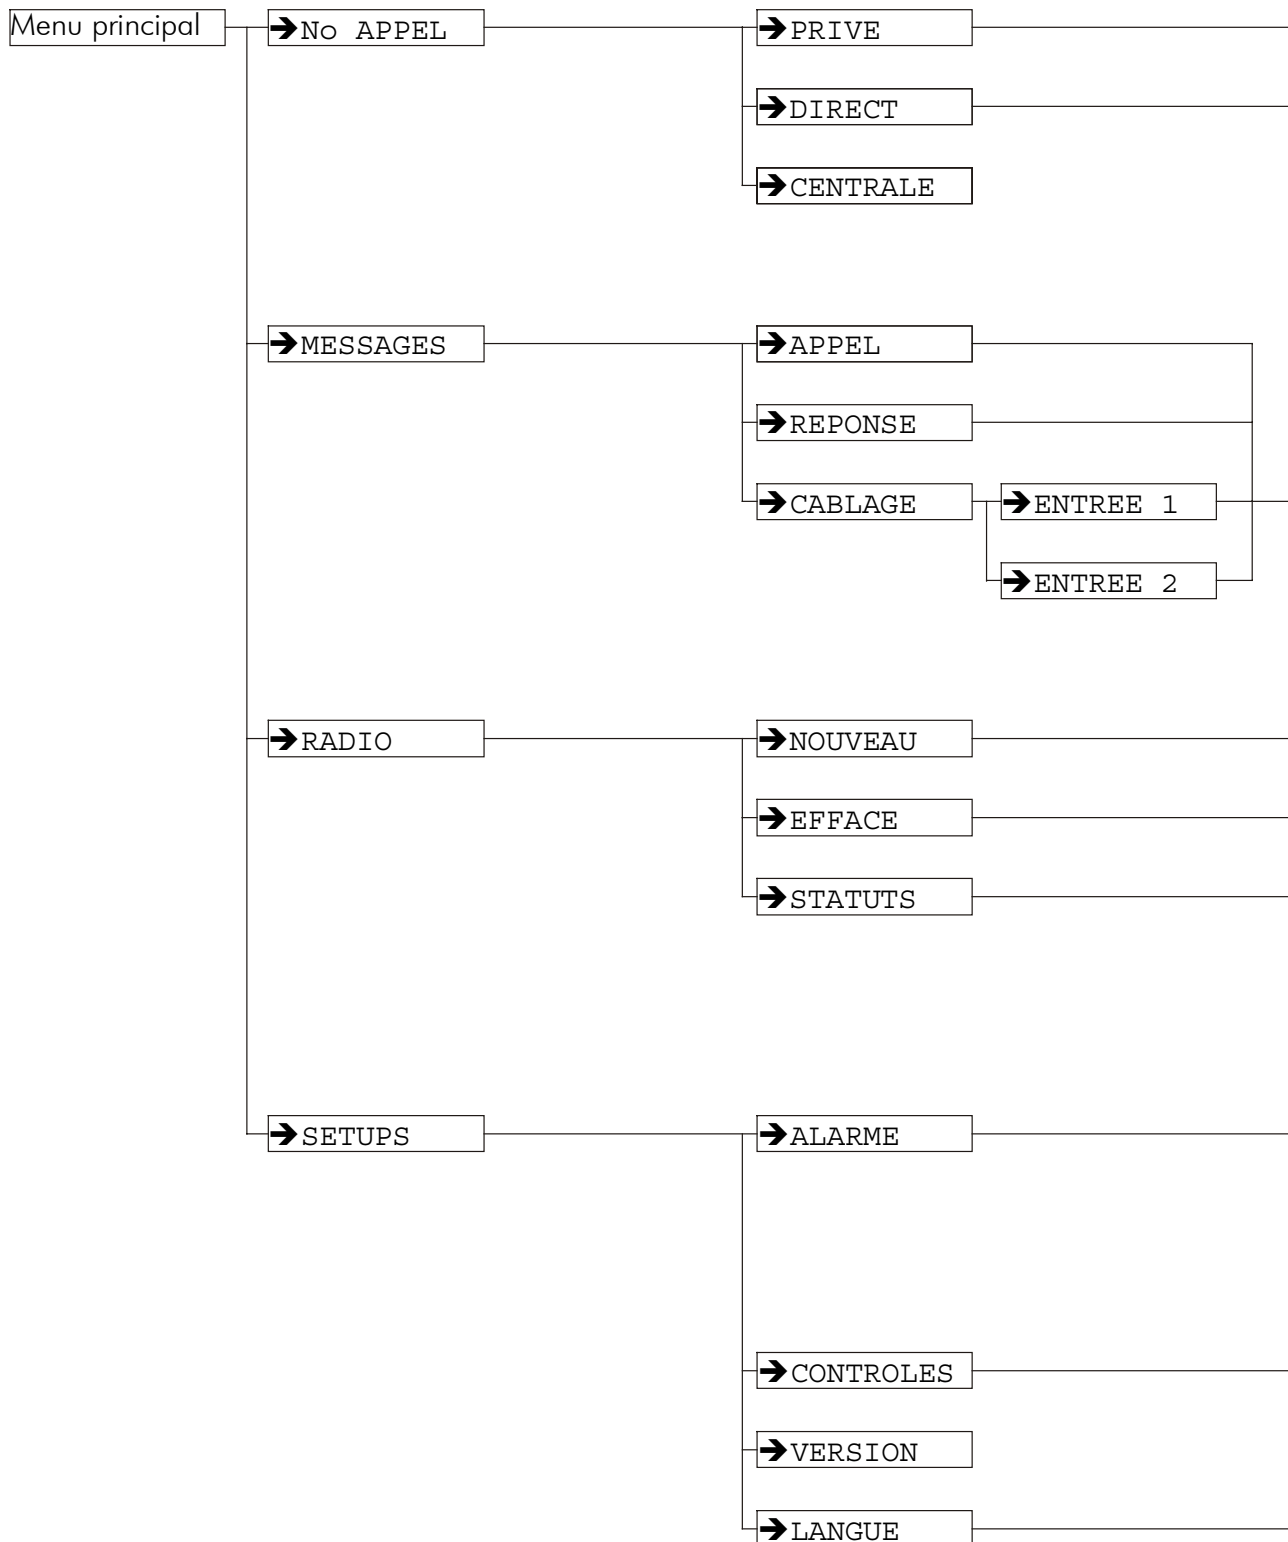 Menu principal
➔No APPEL
➔PRIVE
➔DIRECT
➔CENTRALE
➔MESSAGES
➔APPEL
➔REPONSE
➔CABLAGE
➔ENTREE 1
➔ENTREE 2
➔RADIO
➔NOUVEAU
➔EFFACE
➔STATUTS
➔SETUPS
➔ALARME
➔CONTROLES
➔VERSION
➔LANGUE